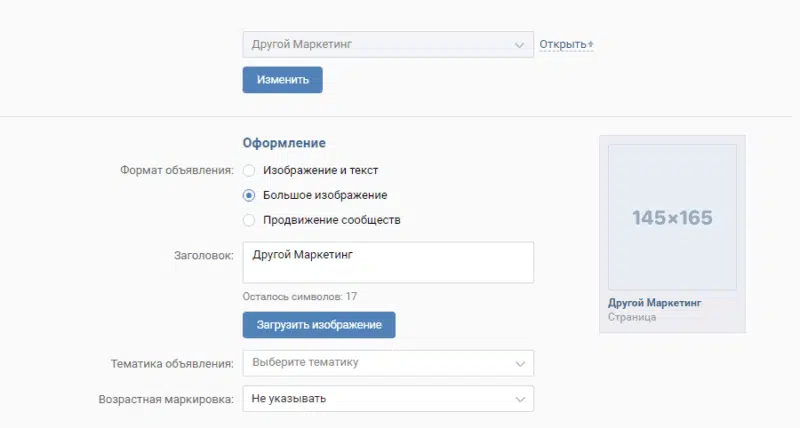 Другой Маркетинг
Открыть
Изменить
Оформление
Формат объявления:
Изображение и текст
Большое изображение
Продвижение сообществ
Заголовок:
Другой Маркетинг
Осталось символов: 17
Загрузить изображение
145×165
Другой Маркетинг
Страница
Тематика объявления:
Выберите тематику
Возрастная маркировка:
Не указывать